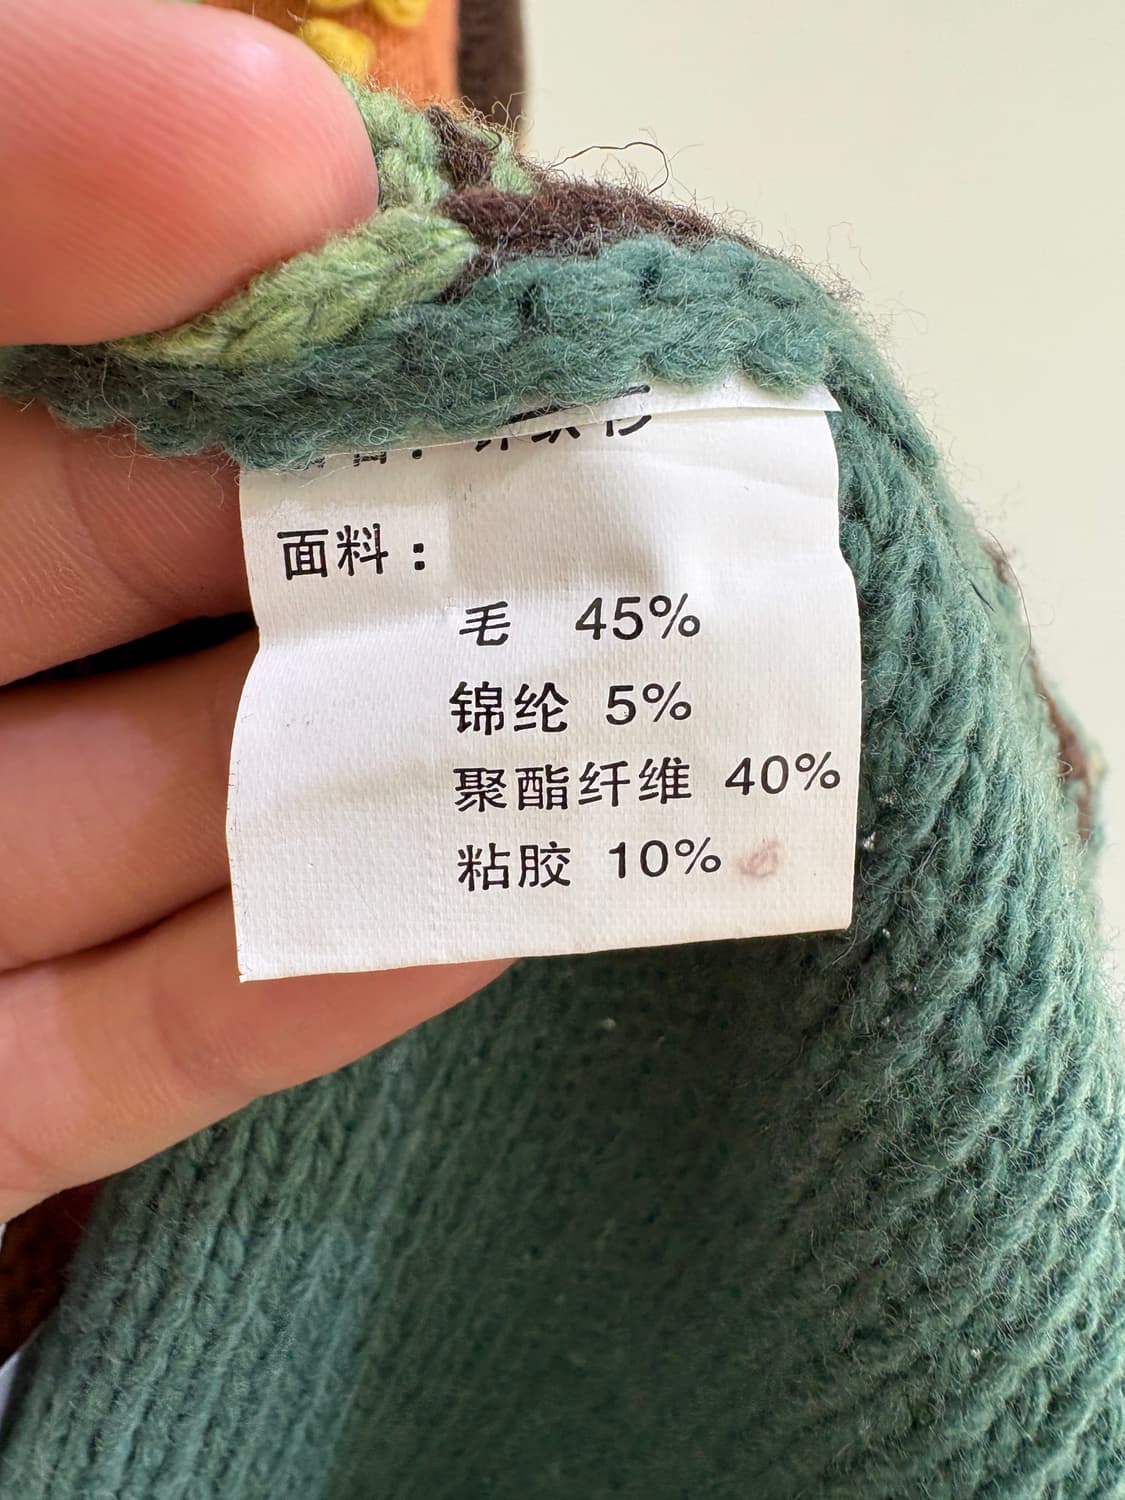 面料：
毛 45%
锦纶 5%
聚酯纤维 40%
粘胶 10%